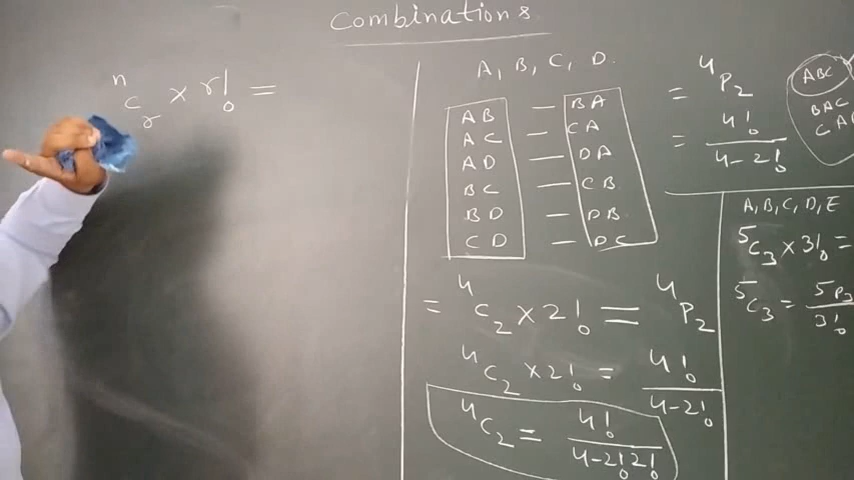 Combinations.
ⁿCᵣ × r! =
A, B, C, D.
AB — BA
AC — CA
AD — DA
BC — CB
BD — DB
CD — DC
= ⁴C₂ × 2! = ⁴P₂
⁴C₂ × 2! = 4! / 4-2!
⁴C₂ = 4! / 4-2! 2!
= ⁴P₂
= 4! / 4-2!
ABC
BAC
A, B, C, D, E
⁵C₃ × 3! =
⁵C₃ = ⁵P₃ / 3!